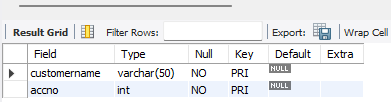 Result Grid Filter Rows: Export: Wrap Cell
Field Type Null Key Default Extra
customername varchar(50) NO PRI NULL
accno int NO PRI NULL